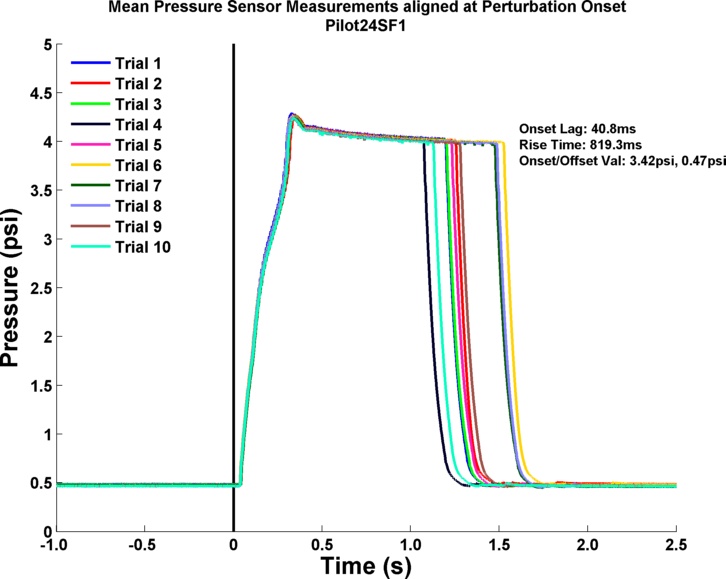 Mean Pressure Sensor Measurements aligned at Perturbation Onset
Pilot24SF1
5
4.5
4
3.5
3
2.5
2
1.5
1
0.5
0
Pressure (psi)
Trial 1
Trial 2
Trial 3
Trial 4
Trial 5
Trial 6
Trial 7
Trial 8
Trial 9
Trial 10
Onset Lag: 40.8ms
Rise Time: 819.3ms
Onset/Offset Val: 3.42psi, 0.47psi
-1.0 -0.5 0 0.5 1.0 1.5 2.0 2.5
Time (s)